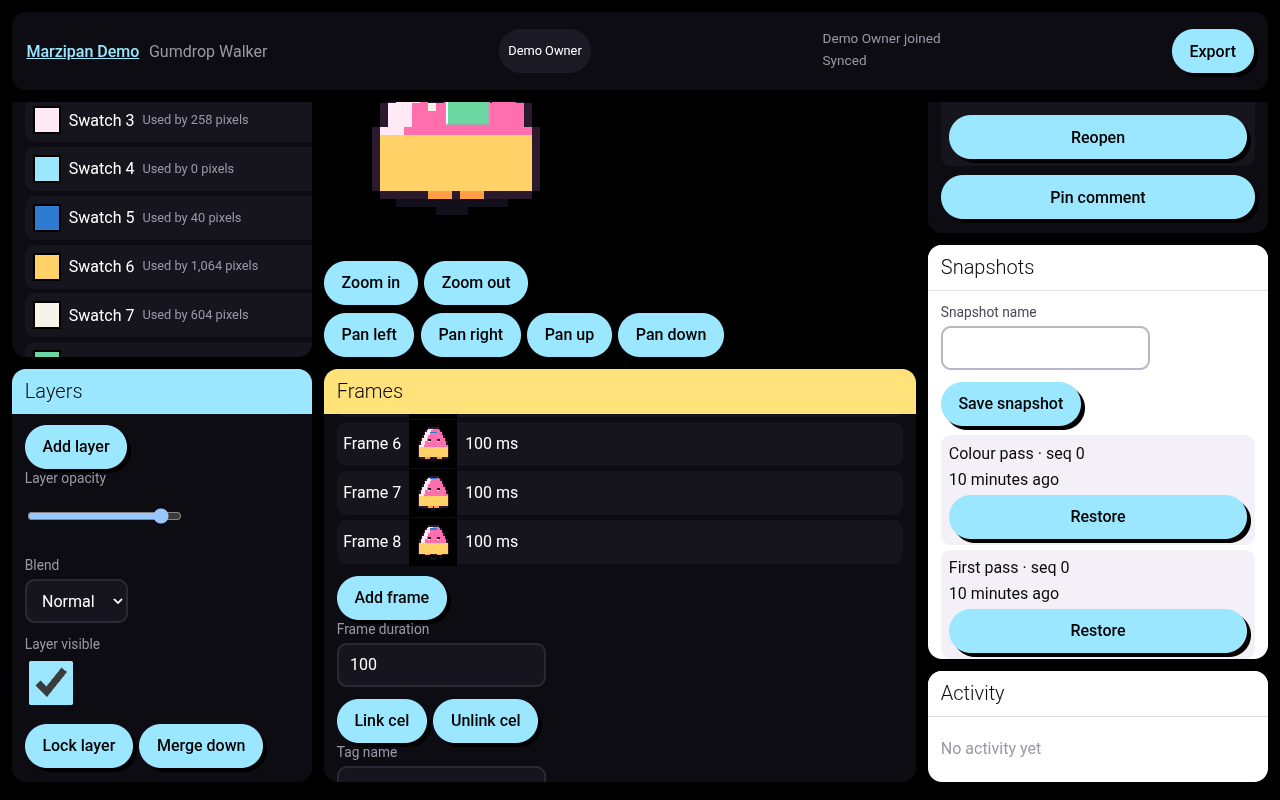 Marzipan Demo Gumdrop Walker
Demo Owner
Demo Owner joined
Synced
Export
Swatch 3 Used by 258 pixels
Swatch 4 Used by 0 pixels
Swatch 5 Used by 40 pixels
Swatch 6 Used by 1,064 pixels
Swatch 7 Used by 604 pixels
Zoom in Zoom out
Pan left Pan right Pan up Pan down
Reopen
Pin comment
Snapshots
Snapshot name
Save snapshot
Colour pass · seq 0
10 minutes ago
Restore
First pass · seq 0
10 minutes ago
Restore
Layers
Add layer
Layer opacity
Blend
Normal
Layer visible
Lock layer Merge down
Frames
Frame 6 100 ms
Frame 7 100 ms
Frame 8 100 ms
Add frame
Frame duration
100
Link cel Unlink cel
Tag name
Activity
No activity yet